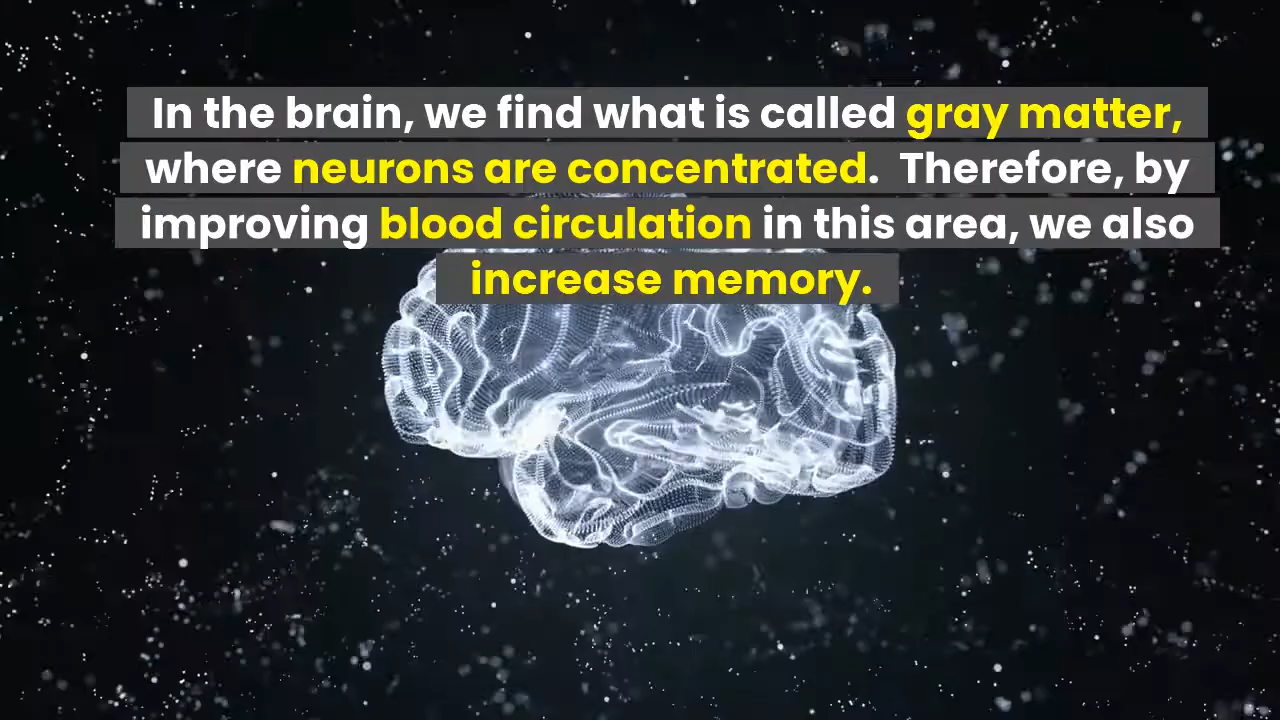 In the brain, we find what is called gray matter,
where neurons are concentrated.  Therefore, by
improving blood circulation in this area, we also
increase memory.